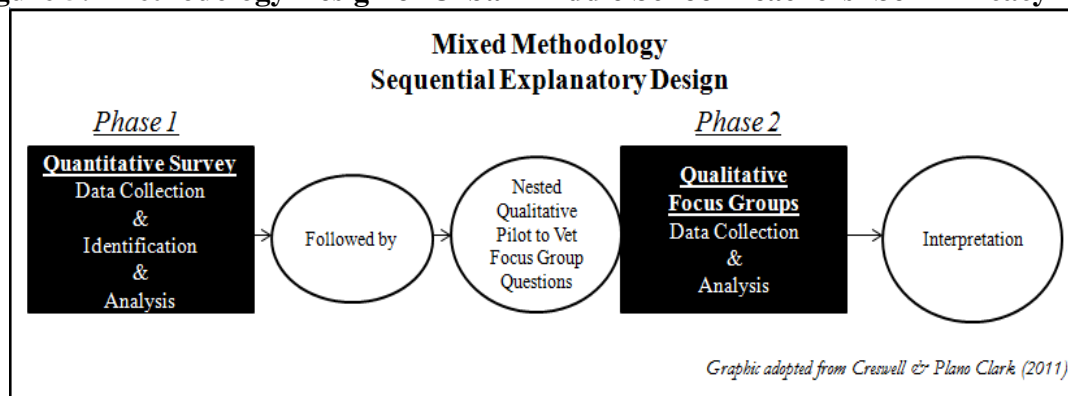 Mixed Methodology
Sequential Explanatory Design
Phase 1
Quantitative Survey
Data Collection
&
Identification
&
Analysis
Followed by
Nested
Qualitative
Pilot to Vet
Focus Group
Questions
Phase 2
Qualitative
Focus Groups
Data Collection
&
Analysis
Interpretation
Graphic adopted from Creswell & Plano Clark (2011)